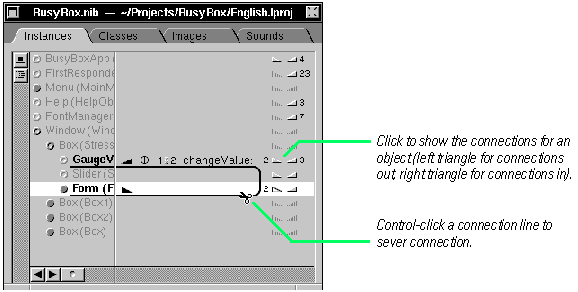 BusyBox.nib — ~/Projects/BusyBox/English.lproj
Instances Classes Images Sounds
BusyBoxApp 4
FirstResponde 23
Menu (MainM
Help (HelpOb 3
FontManager 7
Window (Wind
Box (Stress
GaugeV 1:2 changeValue: 2 3
Slider (S
Form (F 2
Box (Box1)
Box (Box2)
Box (Box)
Click to show the connections for an
object (left triangle for connections
out, right triangle for connections in).
Control-click a connection line to
sever connection.